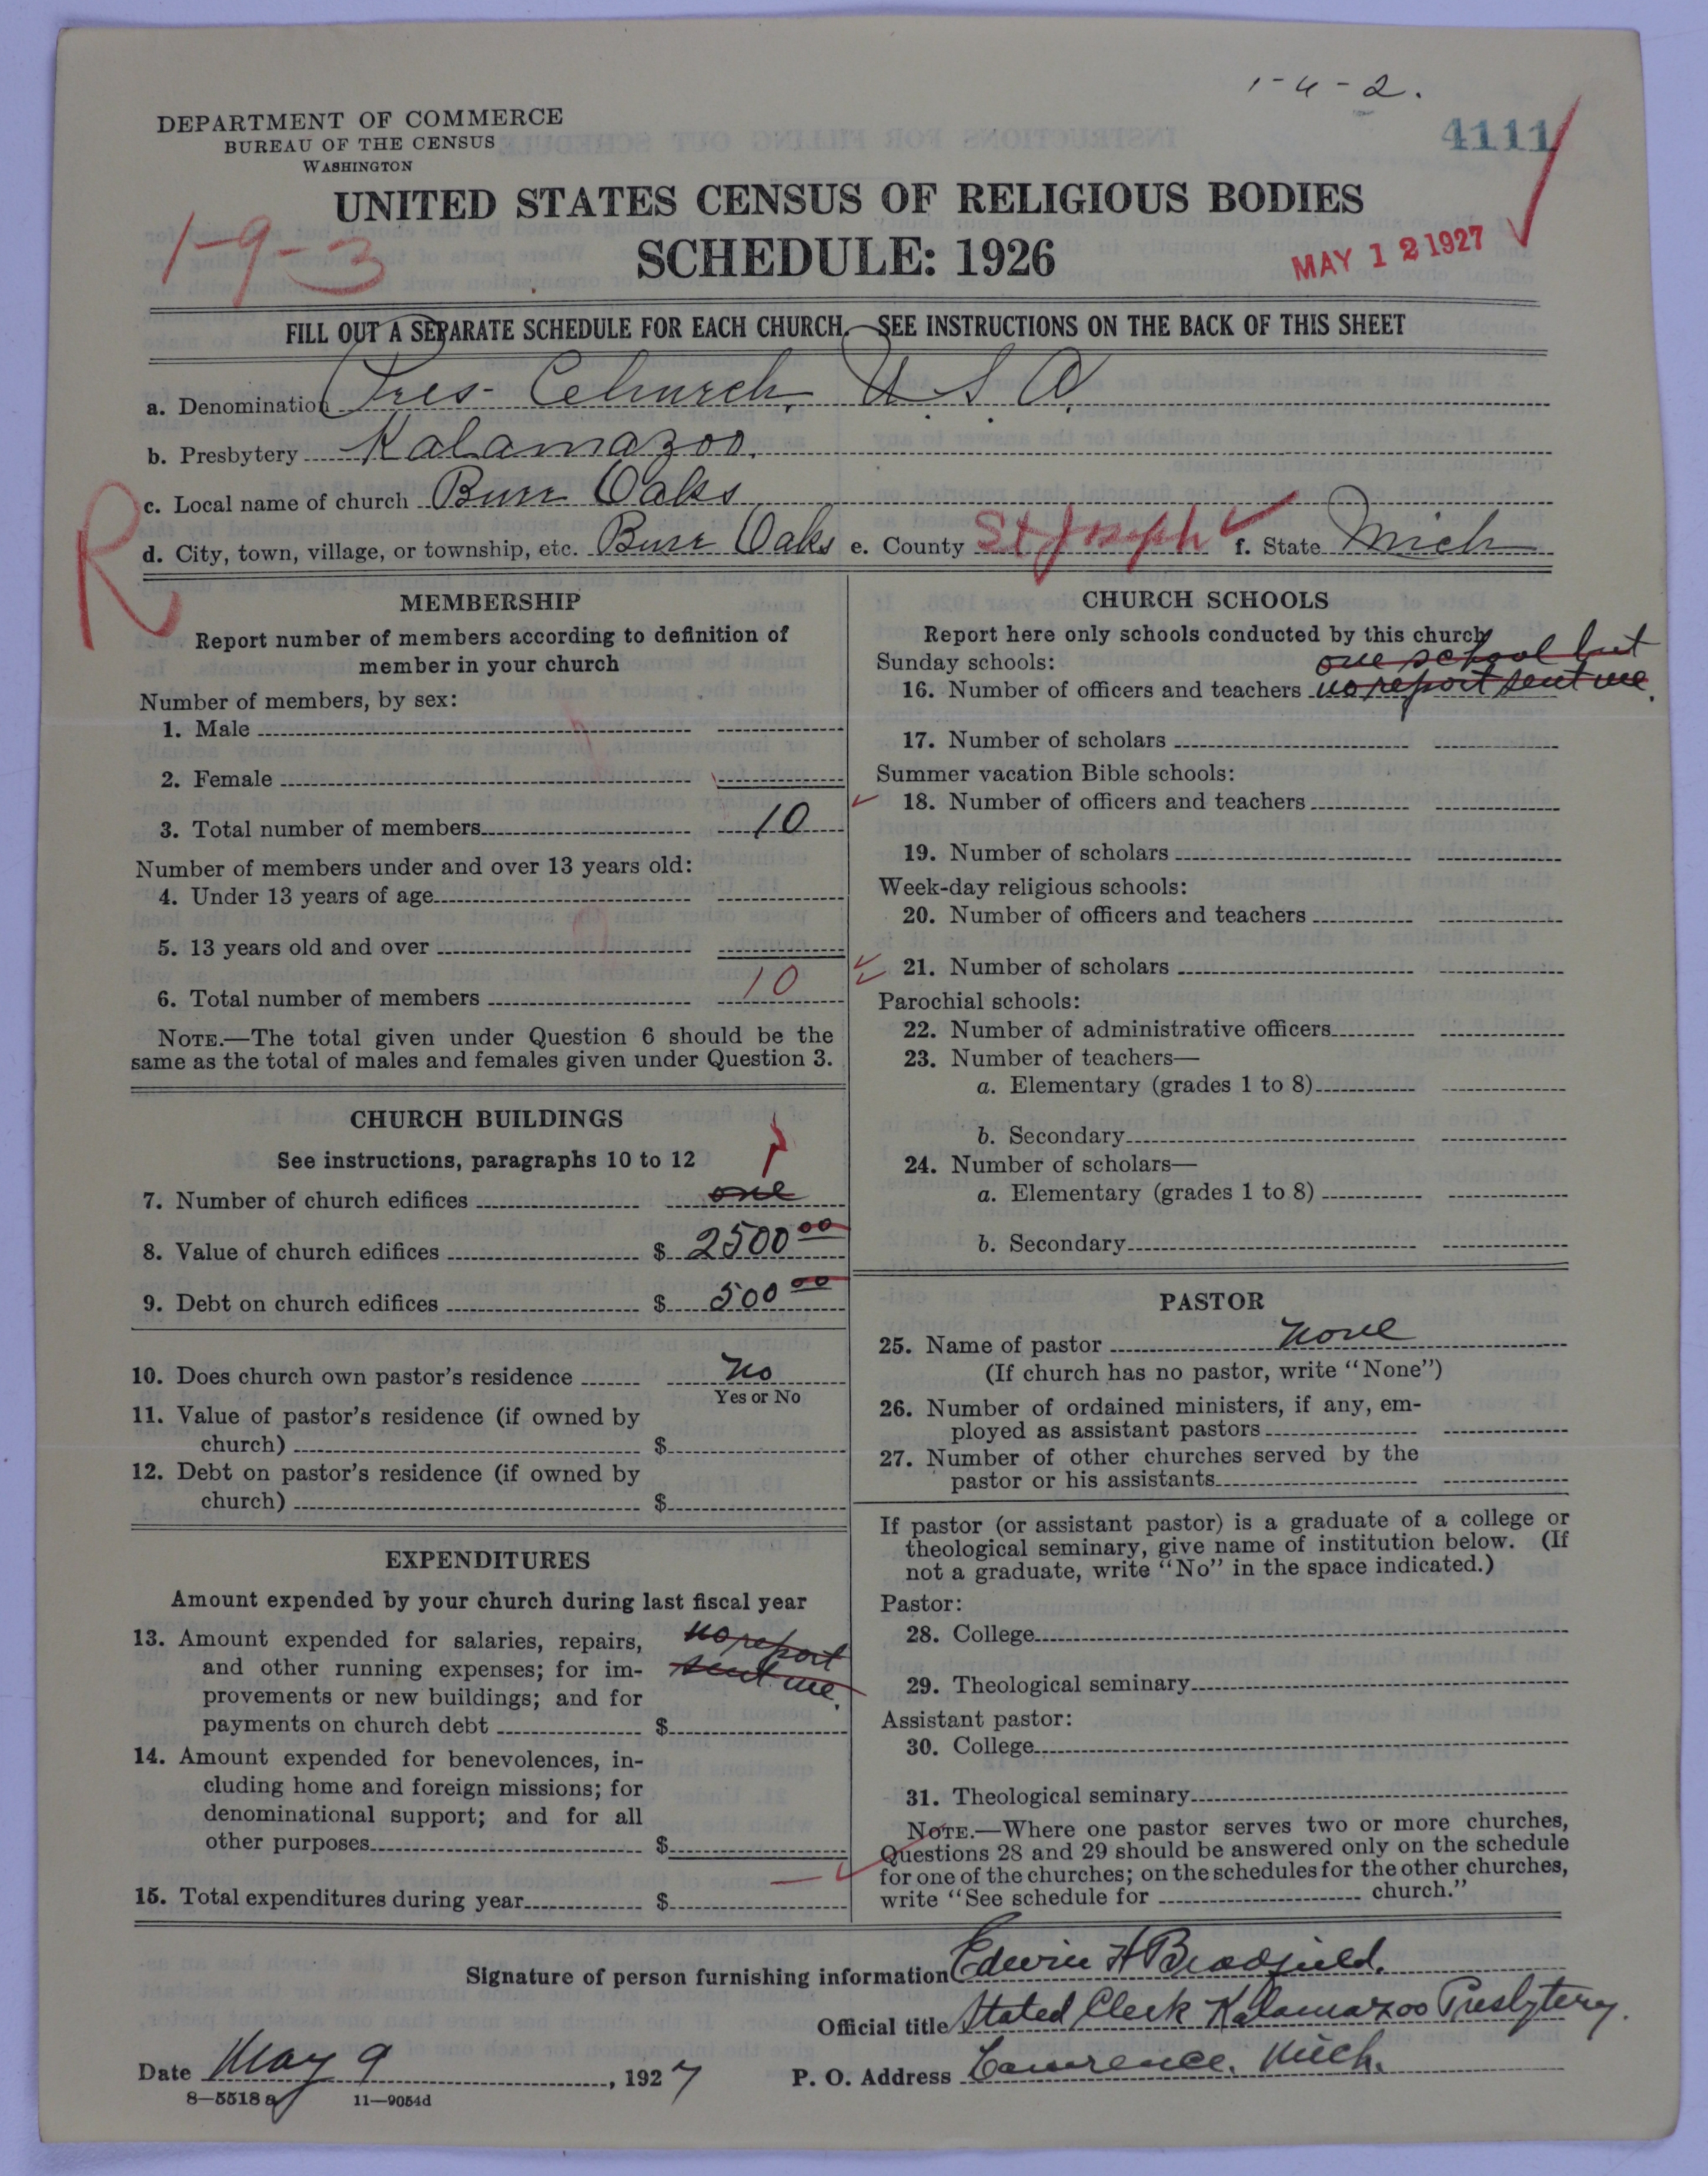 1-4-2.
DEPARTMENT OF COMMERCE
BUREAU OF THE CENSUS
WASHINGTON
4111
UNITED STATES CENSUS OF RELIGIOUS BODIES
1-9-3
SCHEDULE: 1926
MAY 12 1927
FILL OUT A SEPARATE SCHEDULE FOR EACH CHURCH. SEE INSTRUCTIONS ON THE BACK OF THIS SHEET
a. Denomination Pres- Church, U.S.A.
b. Presbytery Kalamazoo.
c. Local name of church Burr Oaks
R
d. City, town, village, or township, etc. Burr Oaks e. County St Joseph f. State Mich
MEMBERSHIP
Report number of members according to definition of
member in your church
Number of members, by sex:
1. Male
2. Female
3. Total number of members 10
Number of members under and over 13 years old:
4. Under 13 years of age
5. 13 years old and over
6. Total number of members 10
NOTE.—The total given under Question 6 should be the
same as the total of males and females given under Question 3.
CHURCH BUILDINGS
See instructions, paragraphs 10 to 12
7. Number of church edifices one
8. Value of church edifices $ 2500 00
9. Debt on church edifices $ 500 00
10. Does church own pastor's residence No
Yes or No
11. Value of pastor's residence (if owned by
church) $
12. Debt on pastor's residence (if owned by
church) $
EXPENDITURES
Amount expended by your church during last fiscal year
13. Amount expended for salaries, repairs, no report
and other running expenses; for im- sent me.
provements or new buildings; and for
payments on church debt $
14. Amount expended for benevolences, in-
cluding home and foreign missions; for
denominational support; and for all
other purposes $
15. Total expenditures during year $
CHURCH SCHOOLS
Report here only schools conducted by this church
Sunday schools: one school but
16. Number of officers and teachers no report sent me.
17. Number of scholars
Summer vacation Bible schools:
18. Number of officers and teachers
19. Number of scholars
Week-day religious schools:
20. Number of officers and teachers
21. Number of scholars
Parochial schools:
22. Number of administrative officers
23. Number of teachers—
a. Elementary (grades 1 to 8)
b. Secondary
24. Number of scholars—
a. Elementary (grades 1 to 8)
b. Secondary
PASTOR
25. Name of pastor none
(If church has no pastor, write "None")
26. Number of ordained ministers, if any, em-
ployed as assistant pastors
27. Number of other churches served by the
pastor or his assistants
If pastor (or assistant pastor) is a graduate of a college or
theological seminary, give name of institution below. (If
not a graduate, write "No" in the space indicated.)
Pastor:
28. College
29. Theological seminary
Assistant pastor:
30. College
31. Theological seminary
NOTE.—Where one pastor serves two or more churches,
Questions 28 and 29 should be answered only on the schedule
for one of the churches; on the schedules for the other churches,
write "See schedule for church."
Signature of person furnishing information Edwin H Bradfield.
Official title Stated Clerk Kalamazoo Presbytery.
Date May 9, 1927 P. O. Address Lawrence. Mich.
8—5518 a 11—9054d